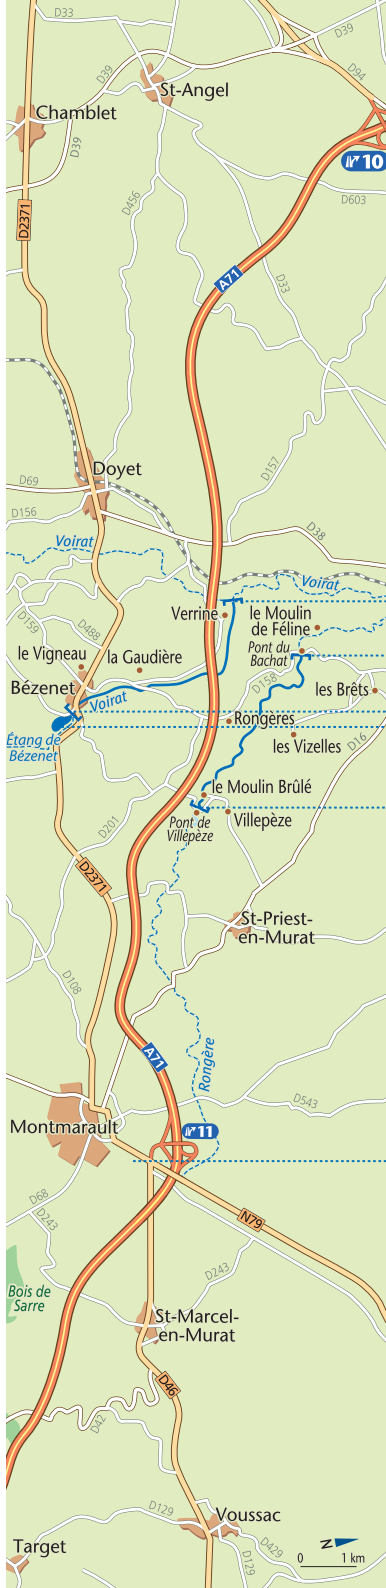 D33
D39
D39
D94
St-Angel
Chamblet
D39
10
D603
D456
D2371
A71
D33
D157
Doyet
D69
D156
D38
Voirat
Voirat
Verrine
le Moulin
de Féline
D159
D488
Pont du
Bachat
le Vigneau
la Gaudière
D158
Bézenet
les Brêts
Voirat
Rongères
Étang de
Bézenet
les Vizelles
D16
le Moulin Brûlé
Pont de
Villepèze
Villepèze
D201
D2371
St-Priest-
en-Murat
D108
A71
Rongère
D543
Montmarault
11
D68
D243
N79
D243
Bois de
Sarre
St-Marcel-
en-Murat
D46
D42
D129
Voussac
Target
D129
D429
N
0 1 km